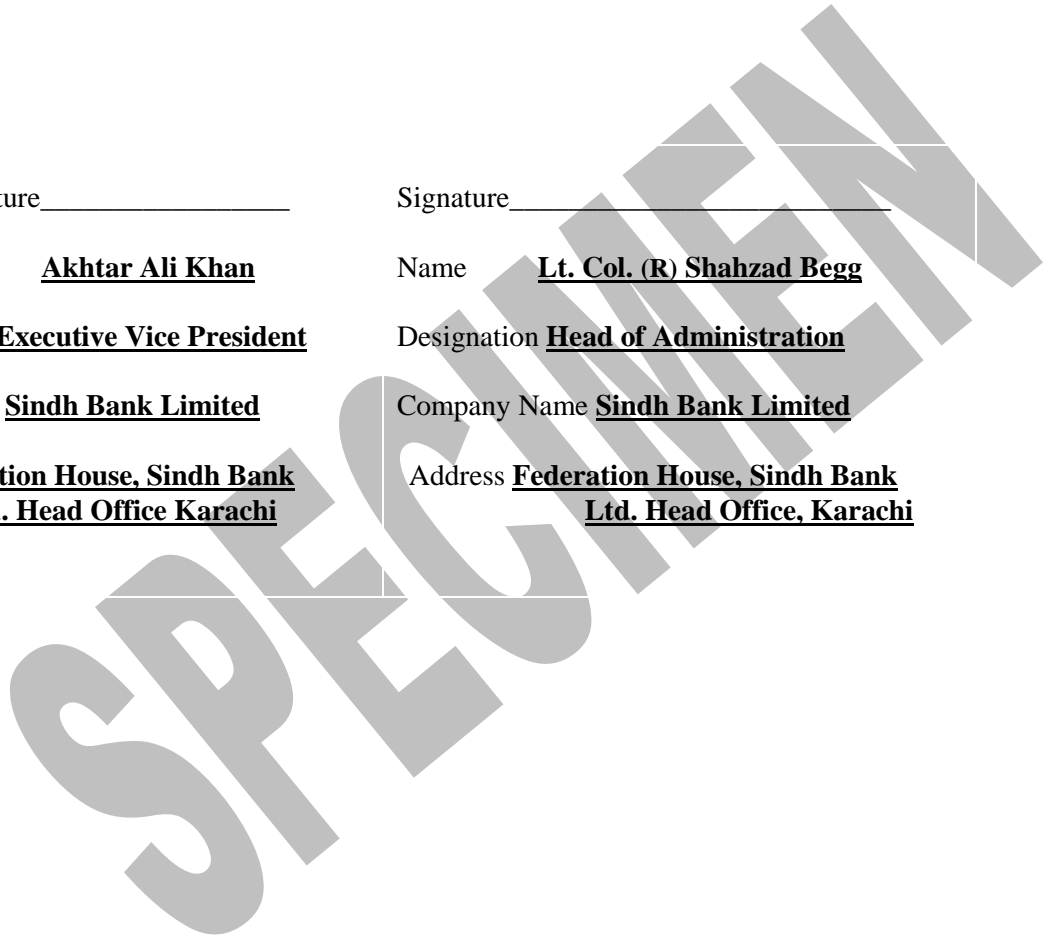 ture_________________ Signature__________________________
Akhtar Ali Khan Name Lt. Col. (R) Shahzad Begg
Executive Vice President Designation Head of Administration
Sindh Bank Limited Company Name Sindh Bank Limited
tion House, Sindh Bank Address Federation House, Sindh Bank
. Head Office Karachi Ltd. Head Office, Karachi
SPECIMEN